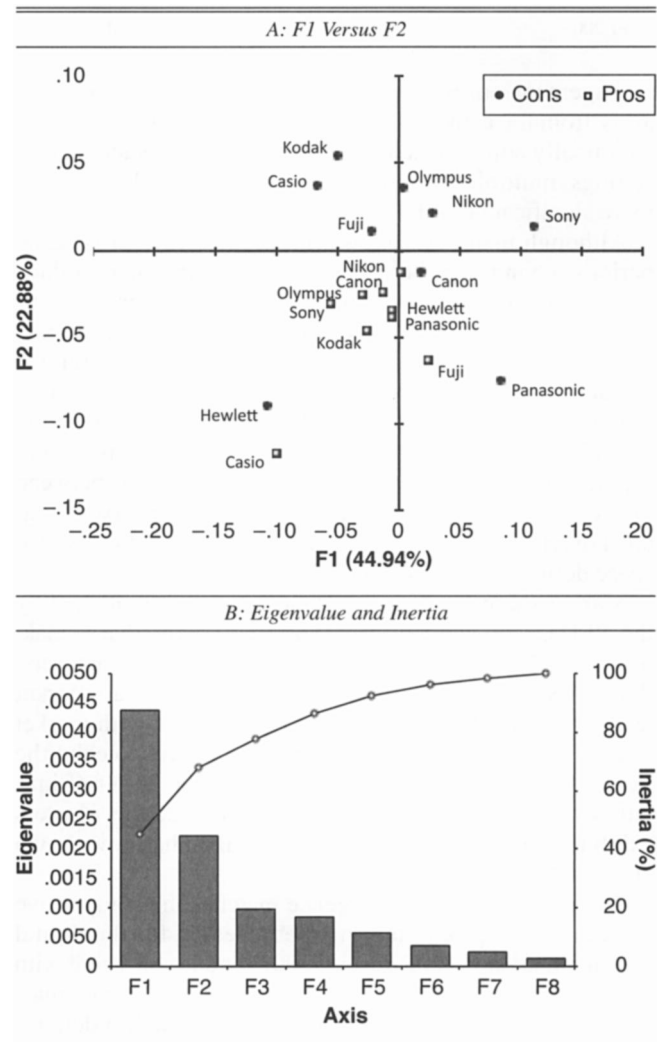 A: F1 Versus F2
.10
Cons Pros
Kodak
.05
Casio
Olympus
Nikon
Sony
Fuji
0
Nikon
Canon
Canon
Olympus
Hewlett
Sony
Panasonic
−.05
Kodak
Fuji
Panasonic
−.10
Hewlett
Casio
−.15
−.25 −.20 −.15 −.10 −.05 0 .05 .10 .15 .20
F1 (44.94%)
F2 (22.88%)
B: Eigenvalue and Inertia
.0050 100
.0045
.0040 80
.0035
.0030 60
.0025
.0020 40
.0015
.0010 20
.0050
0 0
F1 F2 F3 F4 F5 F6 F7 F8
Axis
Eigenvalue
Inertia (%)